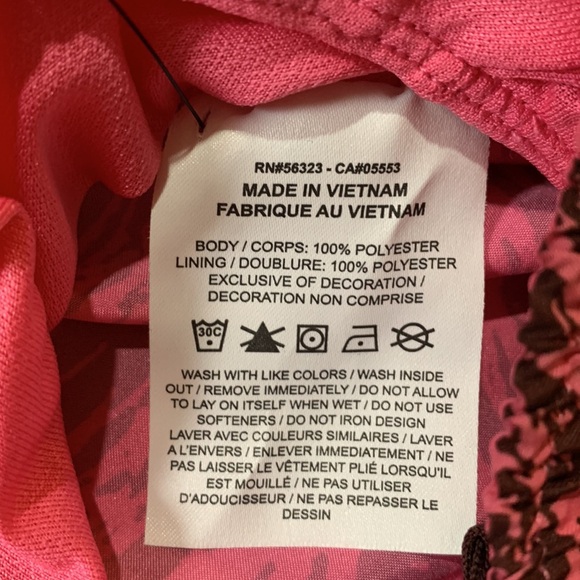 RN#56323 - CA#05553
MADE IN VIETNAM
FABRIQUE AU VIETNAM
BODY / CORPS: 100% POLYESTER
LINING / DOUBLURE: 100% POLYESTER
EXCLUSIVE OF DECORATION /
DECORATION NON COMPRISE
30C
WASH WITH LIKE COLORS / WASH INSIDE
OUT / REMOVE IMMEDIATELY / DO NOT ALLOW
TO LAY ON ITSELF WHEN WET / DO NOT USE
SOFTENERS / DO NOT IRON DESIGN
LAVER AVEC COULEURS SIMILAIRES / LAVER
A L'ENVERS / ENLEVER IMMEDIATEMENT / NE
PAS LAISSER LE VÊTEMENT PLIÉ LORSQU'IL
EST MOUILLÉ / NE PAS UTILISER
D'ADOUCISSEUR / NE PAS REPASSER LE
DESSIN